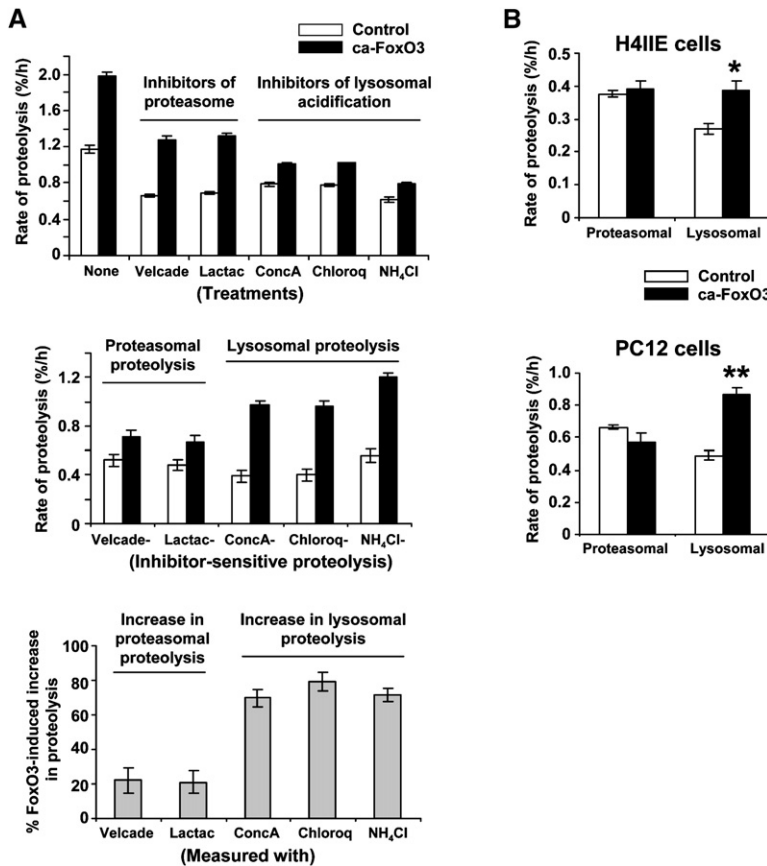 A
Control
ca-FoxO3
Rate of proteolysis (%/h)
2.0
1.6
1.2
0.8
0.4
0
Inhibitors of
proteasome
Inhibitors of lysosomal
acidification
None Velcade Lactac ConcA Chloroq NH₄Cl
(Treatments)
Rate of proteolysis (%/h)
1.2
0.8
0.4
0
Proteasomal
proteolysis
Lysosomal proteolysis
Velcade- Lactac- ConcA- Chloroq- NH₄Cl-
(Inhibitor-sensitive proteolysis)
% FoxO3-induced increase
in proteolysis
100
80
60
40
20
0
Increase in
proteasomal
proteolysis
Increase in lysosomal
proteolysis
Velcade Lactac ConcA Chloroq NH₄Cl
(Measured with)
B
H4IIE cells
Rate of proteolysis (%/h)
0.5
0.4
0.3
0.2
0.1
0
*
Proteasomal Lysosomal
Control
ca-FoxO3
PC12 cells
Rate of proteolysis (%/h)
1.0
0.8
0.6
0.4
0.2
0
**
Proteasomal Lysosomal